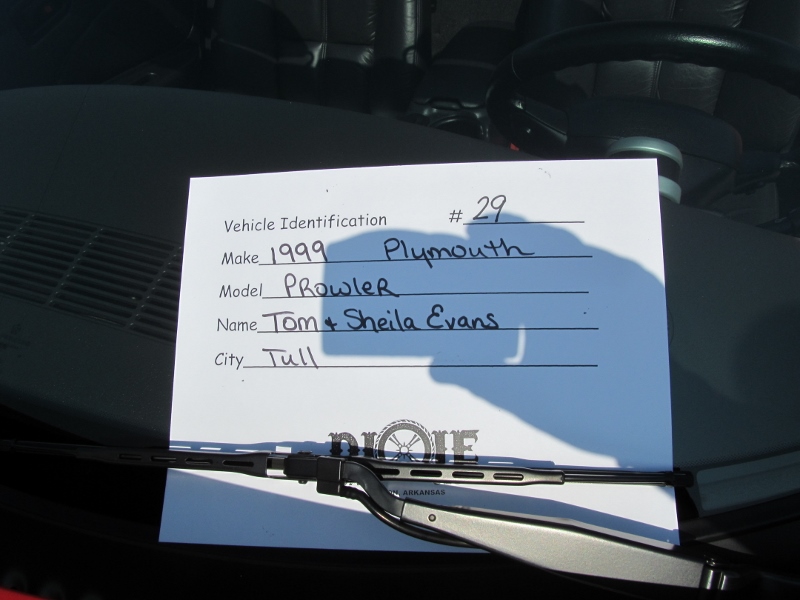 Vehicle Identification # 29
Make 1999 Plymouth
Model Prowler
Name Tom & Sheila Evans
City Tull
DIXIE
ARKANSAS